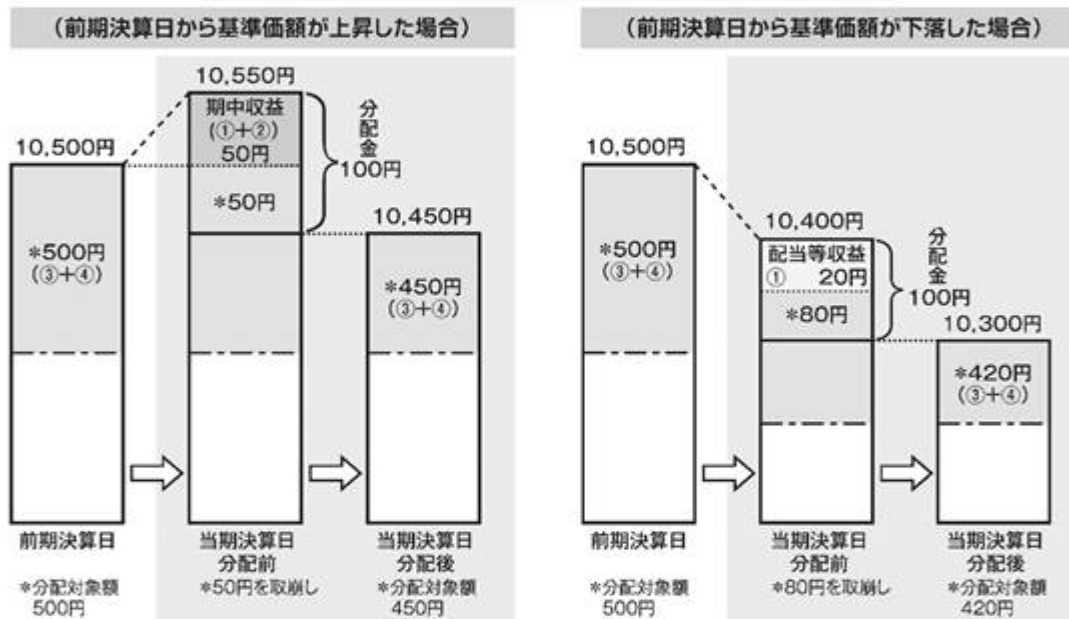 (前期決算日から基準価額が上昇した場合)
10,550円
期中収益
(①+②)
50円
*50円
分配金
100円
10,500円
*500円
(③+④)
10,450円
*450円
(③+④)
前期決算日
当期決算日
分配前
当期決算日
分配後
*分配対象額
500円
*50円を取崩し
*分配対象額
450円
(前期決算日から基準価額が下落した場合)
10,500円
*500円
(③+④)
10,400円
配当等収益
① 20円
*80円
分配金
100円
10,300円
*420円
(③+④)
前期決算日
当期決算日
分配前
当期決算日
分配後
*分配対象額
500円
*80円を取崩し
*分配対象額
420円